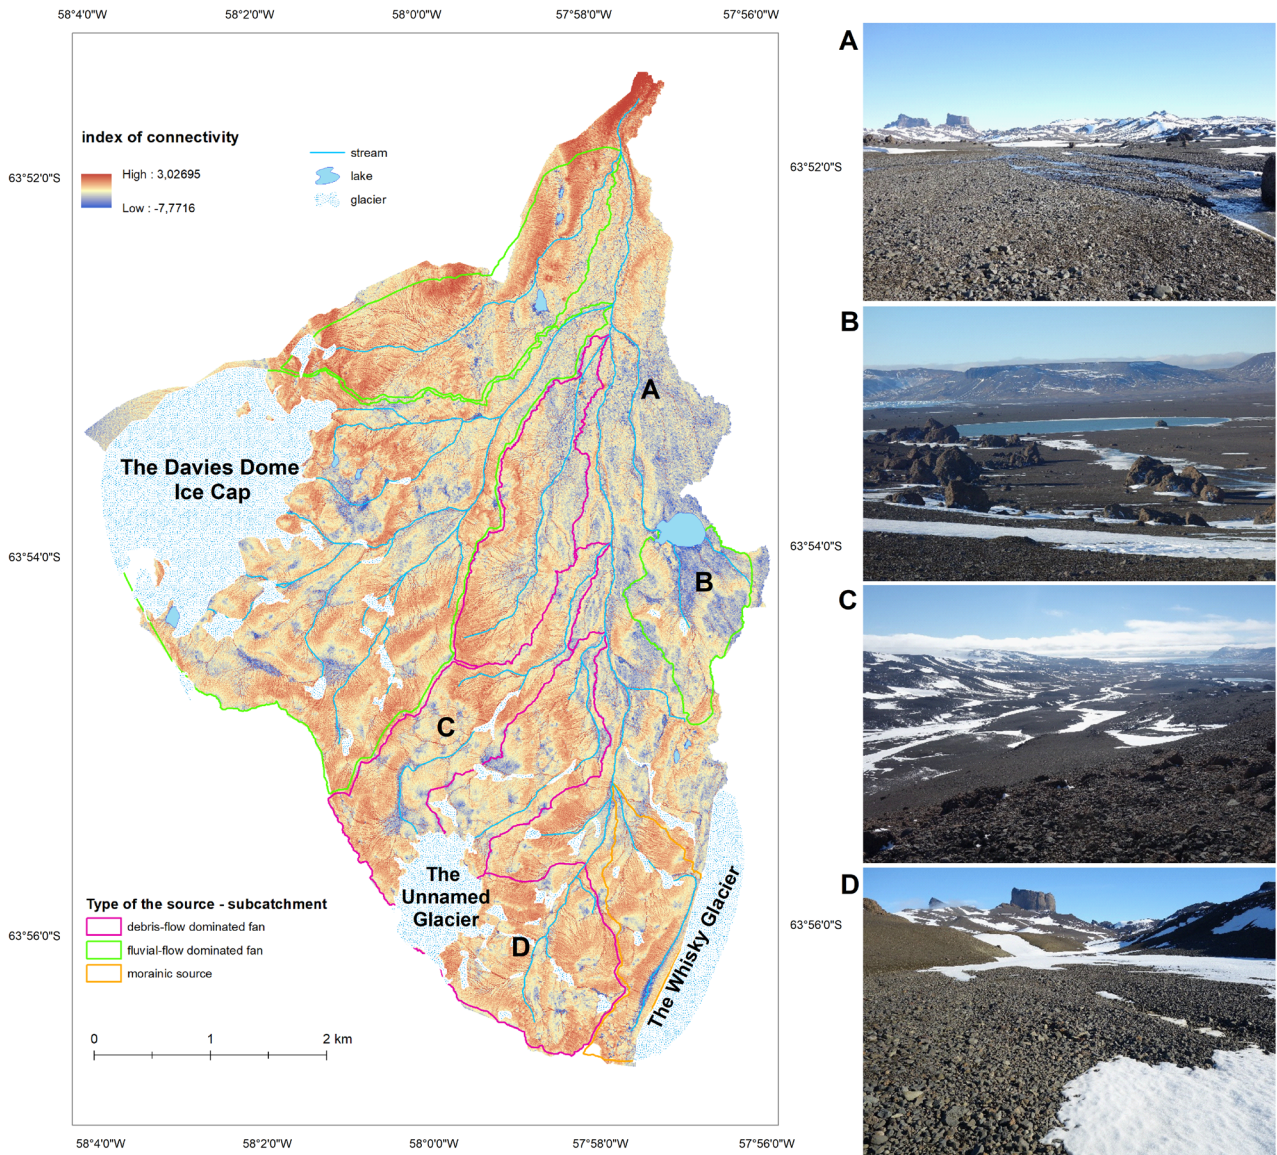 58°4'0"W
58°2'0"W
58°0'0"W
57°58'0"W
57°56'0"W
63°52'0"S
63°54'0"S
63°56'0"S
index of connectivity
High : 3,02695
Low : -7,7716
stream
lake
glacier
63°52'0"S
63°54'0"S
63°56'0"S
The Davies Dome
Ice Cap
A
B
C
The
Unnamed
Glacier
D
The Whisky Glacier
Type of the source - subcatchment
debris-flow dominated fan
fluvial-flow dominated fan
morainic source
0
1
2 km
58°4'0"W
58°2'0"W
58°0'0"W
57°58'0"W
57°56'0"W
A
B
C
D